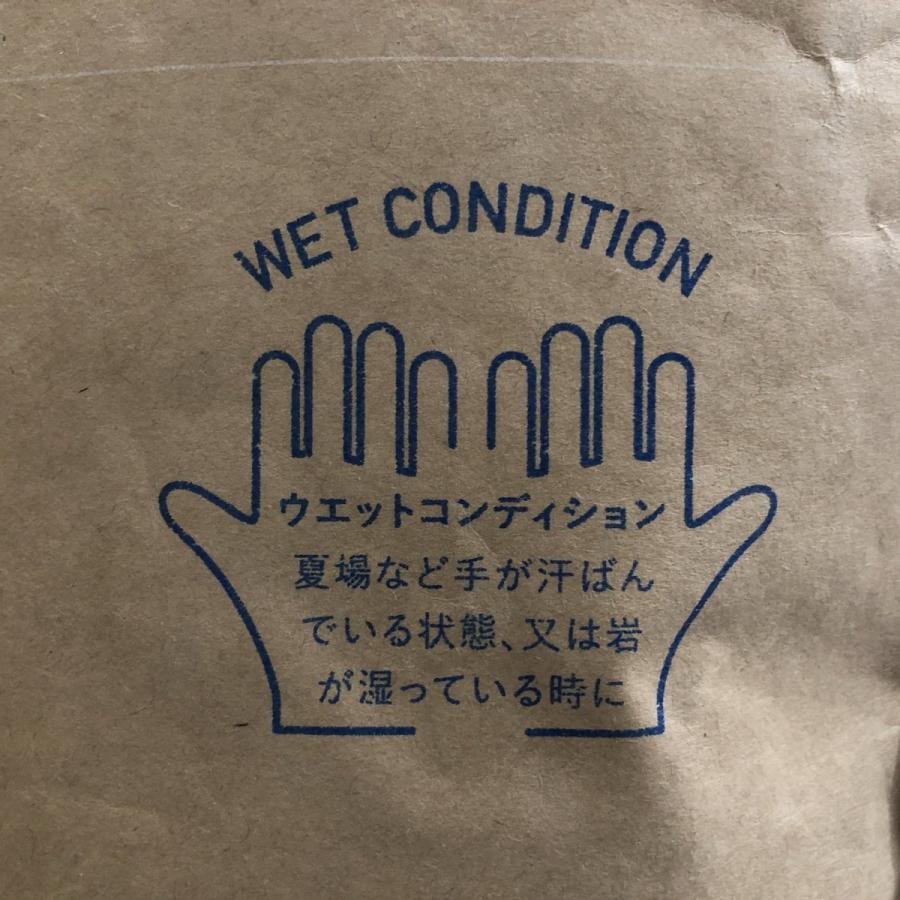 WET CONDITION
ウエットコンディション
夏場など手が汗ばん
でいる状態、又は岩
が湿っている時に